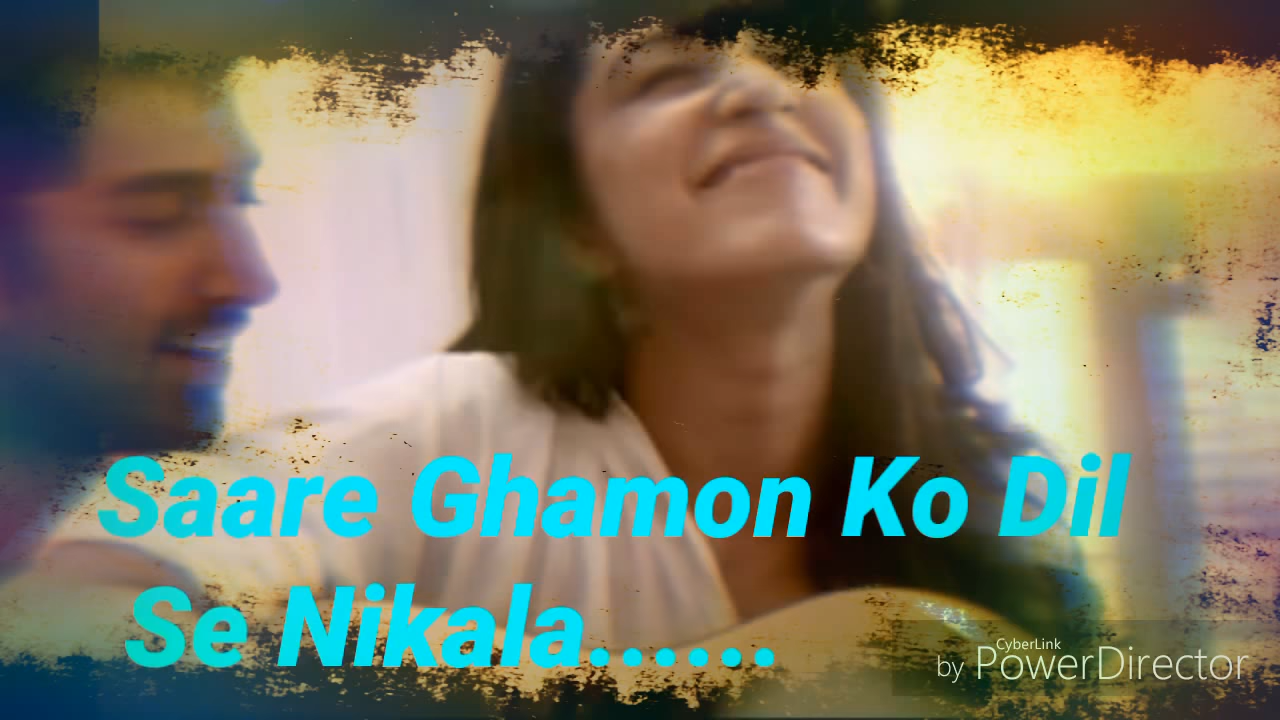 Saare Ghamon Ko Dil
Se Nikala......
CyberLink
by PowerDirector